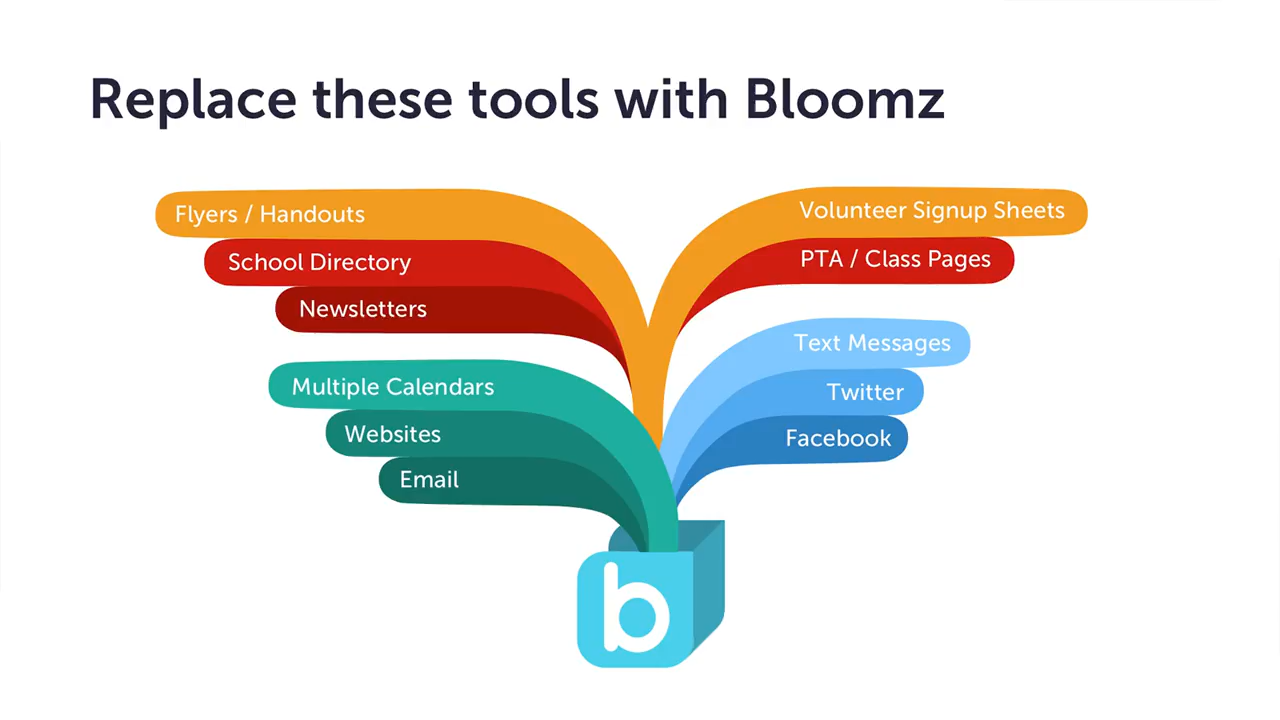 Replace these tools with Bloomz
Flyers / Handouts
School Directory
Newsletters
Multiple Calendars
Websites
Email
Volunteer Signup Sheets
PTA / Class Pages
Text Messages
Twitter
Facebook
b